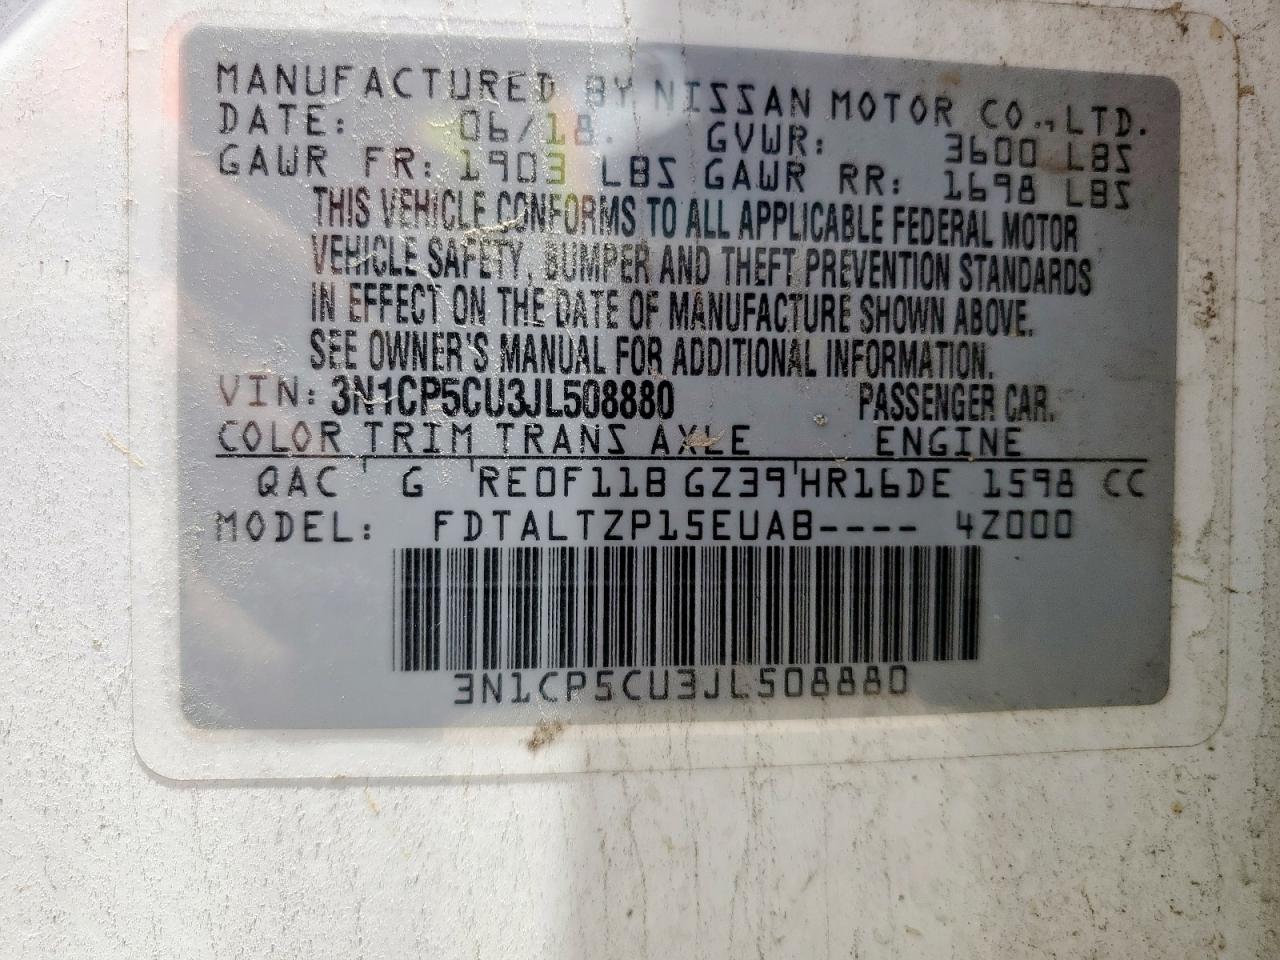 MANUFACTURED BY NISSAN MOTOR CO., LTD.
DATE: 06/18. GVWR: 3600 LBS
GAWR FR: 1903 LBS GAWR RR: 1698 LBS
THIS VEHICLE CONFORMS TO ALL APPLICABLE FEDERAL MOTOR
VEHICLE SAFETY, BUMPER AND THEFT PREVENTION STANDARDS
IN EFFECT ON THE DATE OF MANUFACTURE SHOWN ABOVE.
SEE OWNER'S MANUAL FOR ADDITIONAL INFORMATION.
VIN: 3N1CP5CU3JL508880 PASSENGER CAR.
COLOR TRIM TRANS AXLE ENGINE
QAC ' G ' RE0F11B GZ39 ' HR16DE 1598 CC
MODEL: FDTALTZP15EUAB---- 4Z000
3N1CP5CU3JL508880